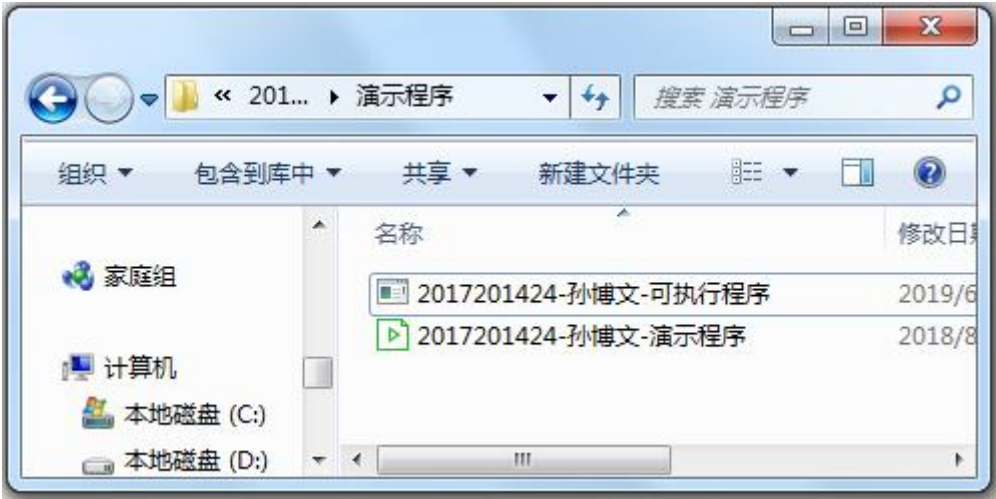 « 201... 演示程序
搜索 演示程序
组织 包含到库中 共享 新建文件夹
名称 修改日
家庭组
2017201424-孙博文-可执行程序 2019/6
2017201424-孙博文-演示程序 2018/8
计算机
本地磁盘 (C:)
本地磁盘 (D:)